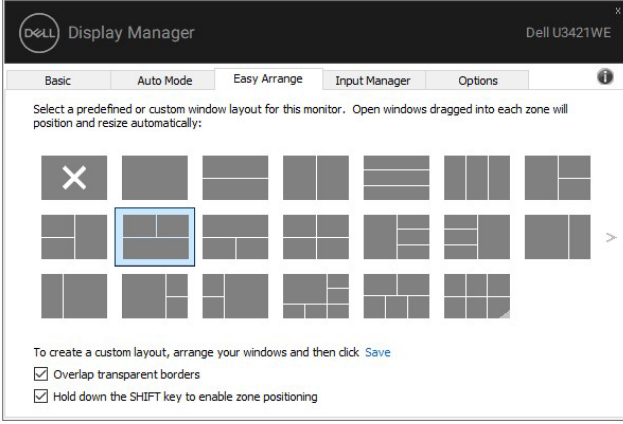 DELL Display Manager
Dell U3421WE
Basic Auto Mode Easy Arrange Input Manager Options
Select a predefined or custom window layout for this monitor. Open windows dragged into each zone will
position and resize automatically:
To create a custom layout, arrange your windows and then click Save
Overlap transparent borders
Hold down the SHIFT key to enable zone positioning